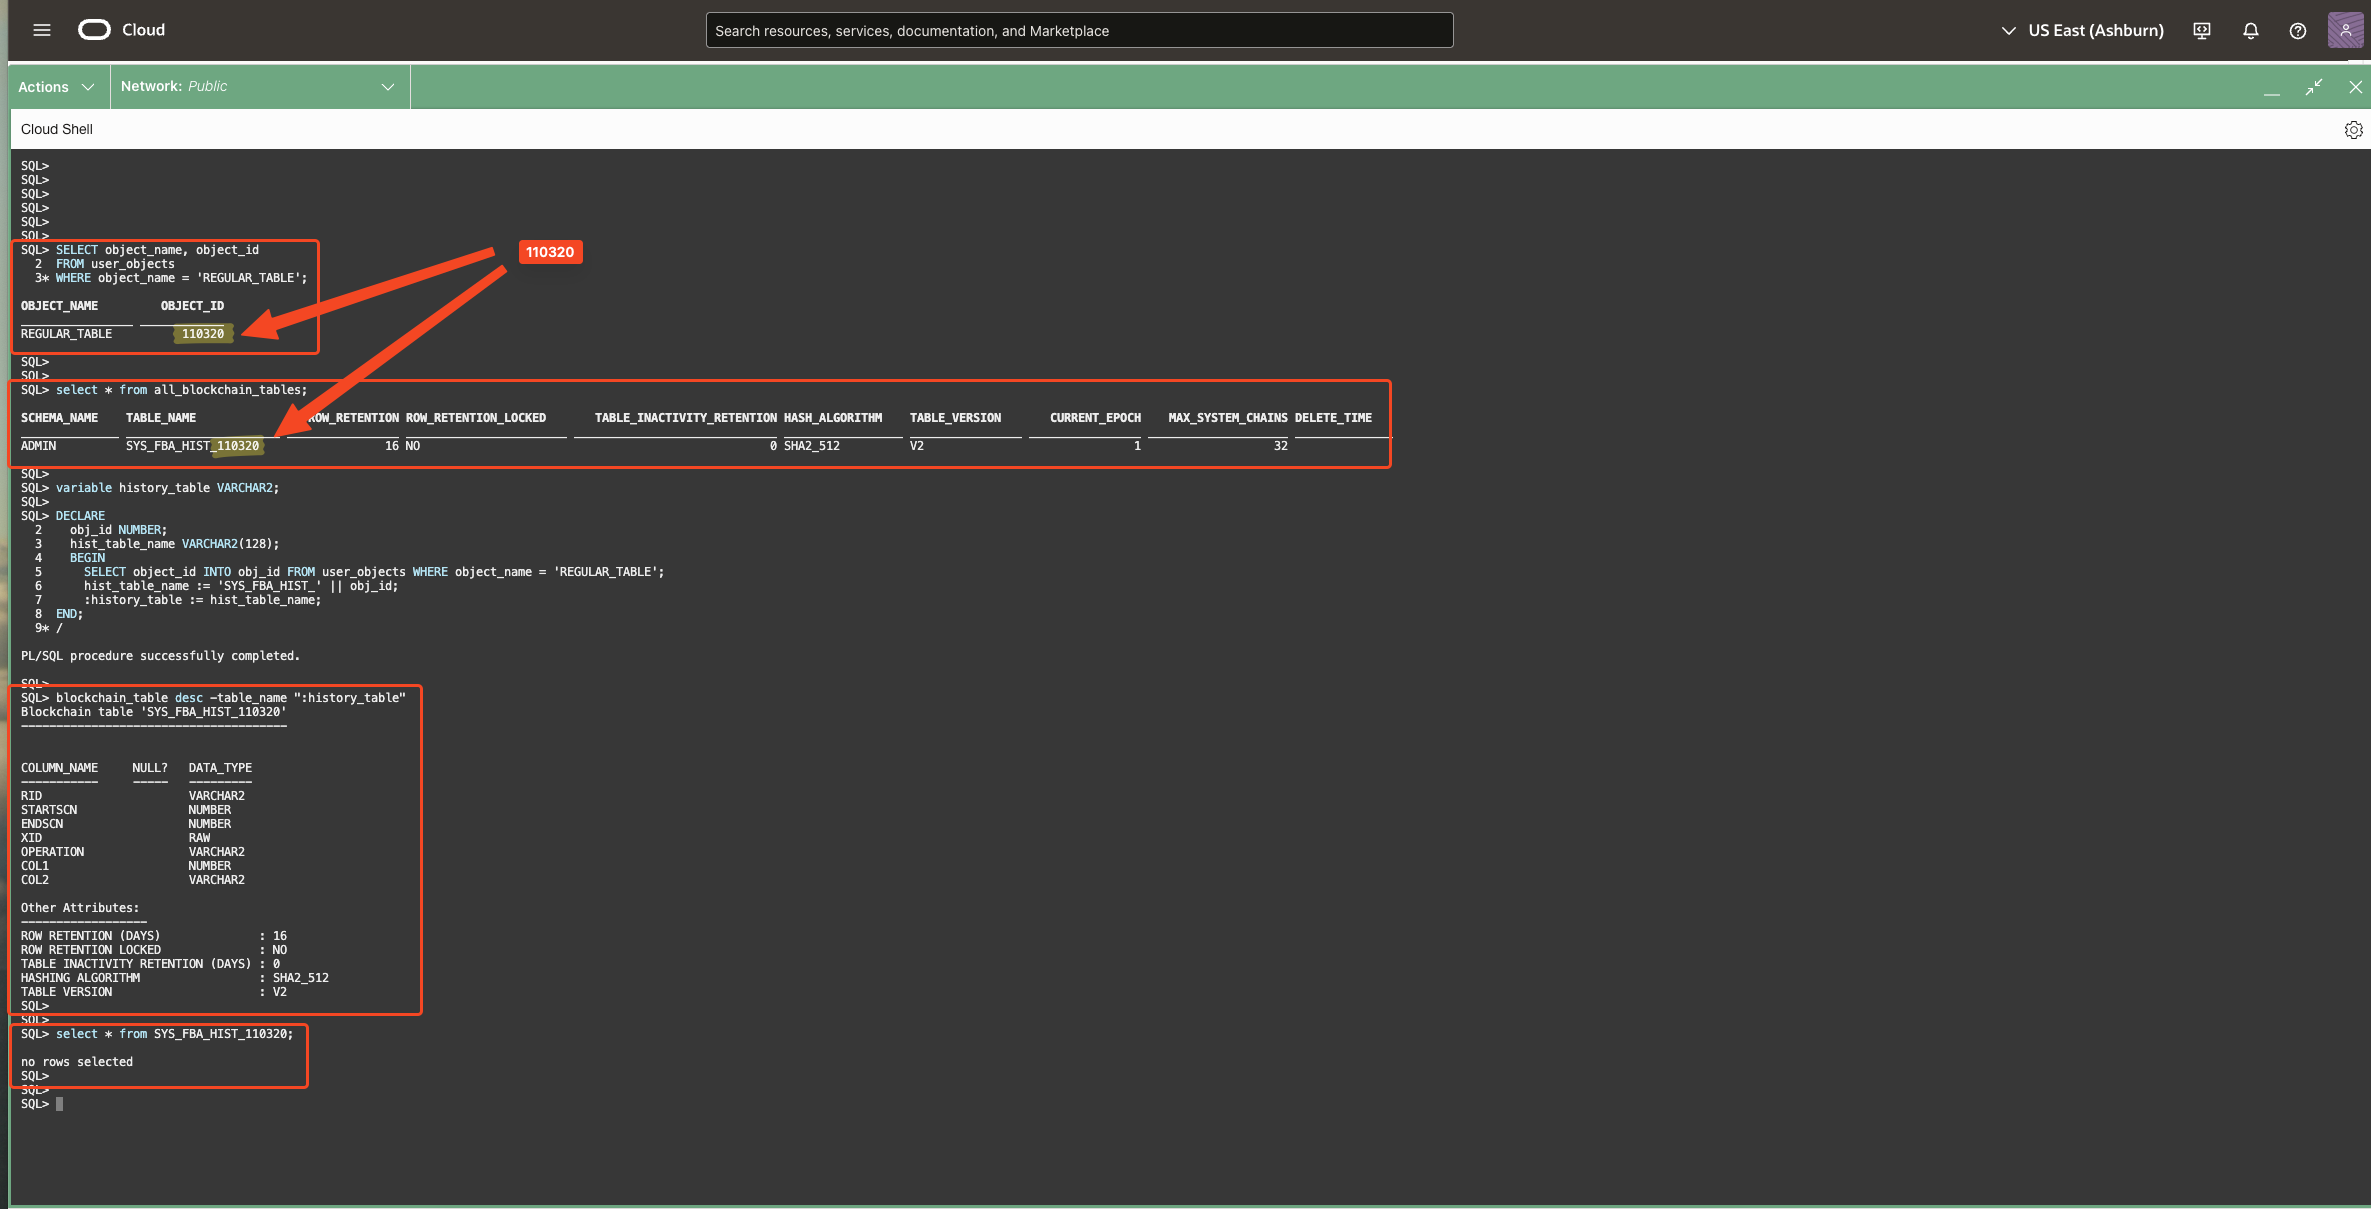 Cloud
Search resources, services, documentation, and Marketplace
US East (Ashburn)
Actions
Network: Public
Cloud Shell
SQL>
SQL>
SQL>
SQL>
SQL>
SQL>
SQL> SELECT object_name, object_id
2 FROM user_objects
3* WHERE object_name = 'REGULAR_TABLE';
110320
OBJECT_NAME OBJECT_ID
REGULAR_TABLE 110320
SQL>
SQL>
SQL> select * from all_blockchain_tables;
SCHEMA_NAME TABLE_NAME ROW_RETENTION ROW_RETENTION_LOCKED TABLE_INACTIVITY_RETENTION HASH_ALGORITHM TABLE_VERSION CURRENT_EPOCH MAX_SYSTEM_CHAINS DELETE_TIME
ADMIN SYS_FBA_HIST_110320 16 NO 0 SHA2_512 V2 1 32
SQL>
SQL> variable history_table VARCHAR2;
SQL>
SQL> DECLARE
2 obj_id NUMBER;
3 hist_table_name VARCHAR2(128);
4 BEGIN
5 SELECT object_id INTO obj_id FROM user_objects WHERE object_name = 'REGULAR_TABLE';
6 hist_table_name := 'SYS_FBA_HIST_' || obj_id;
7 :history_table := hist_table_name;
8 END;
9* /
PL/SQL procedure successfully completed.
SQL>
SQL> blockchain_table desc -table_name ":history_table"
Blockchain table 'SYS_FBA_HIST_110320'
--------------------------------------
COLUMN_NAME NULL? DATA_TYPE
----------- ----- ---------
RID VARCHAR2
STARTSCN NUMBER
ENDSCN NUMBER
XID RAW
OPERATION VARCHAR2
COL1 NUMBER
COL2 VARCHAR2
Other Attributes:
------------------
ROW RETENTION (DAYS) : 16
ROW RETENTION LOCKED : NO
TABLE INACTIVITY RETENTION (DAYS) : 0
HASHING ALGORITHM : SHA2_512
TABLE VERSION : V2
SQL>
SQL>
SQL> select * from SYS_FBA_HIST_110320;
no rows selected
SQL>
SQL>
SQL>